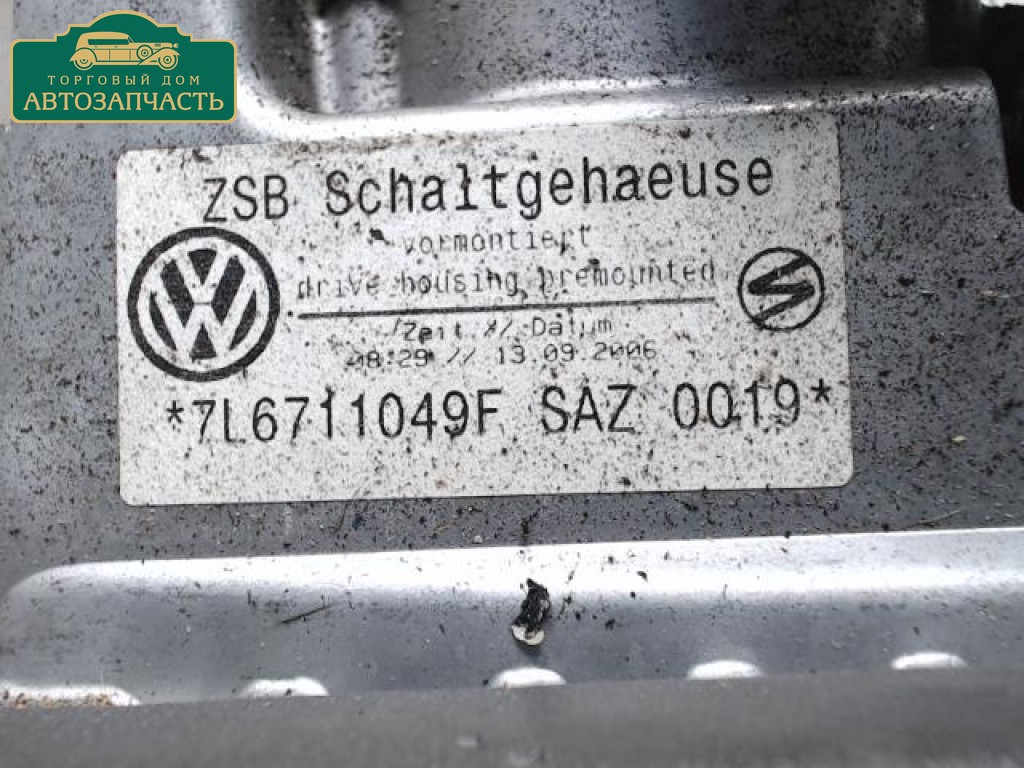 ТОРГОВЫЙ ДОМ
АВТОЗАПЧАСТЬ
ZSB Schaltgehaeuse
vormontiert
drive housing premounted
/Zeit // Datum
08:29 // 13.09.2006
*7L6711049F SAZ 0019*